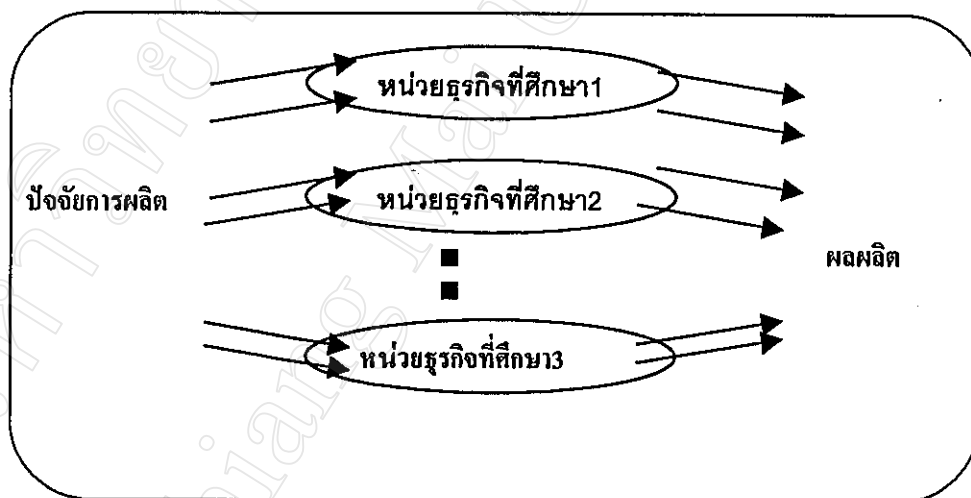 หน่วยธุรกิจที่ศึกษา1
ปัจจัยการผลิต
หน่วยธุรกิจที่ศึกษา2
ผลผลิต
หน่วยธุรกิจที่ศึกษา3